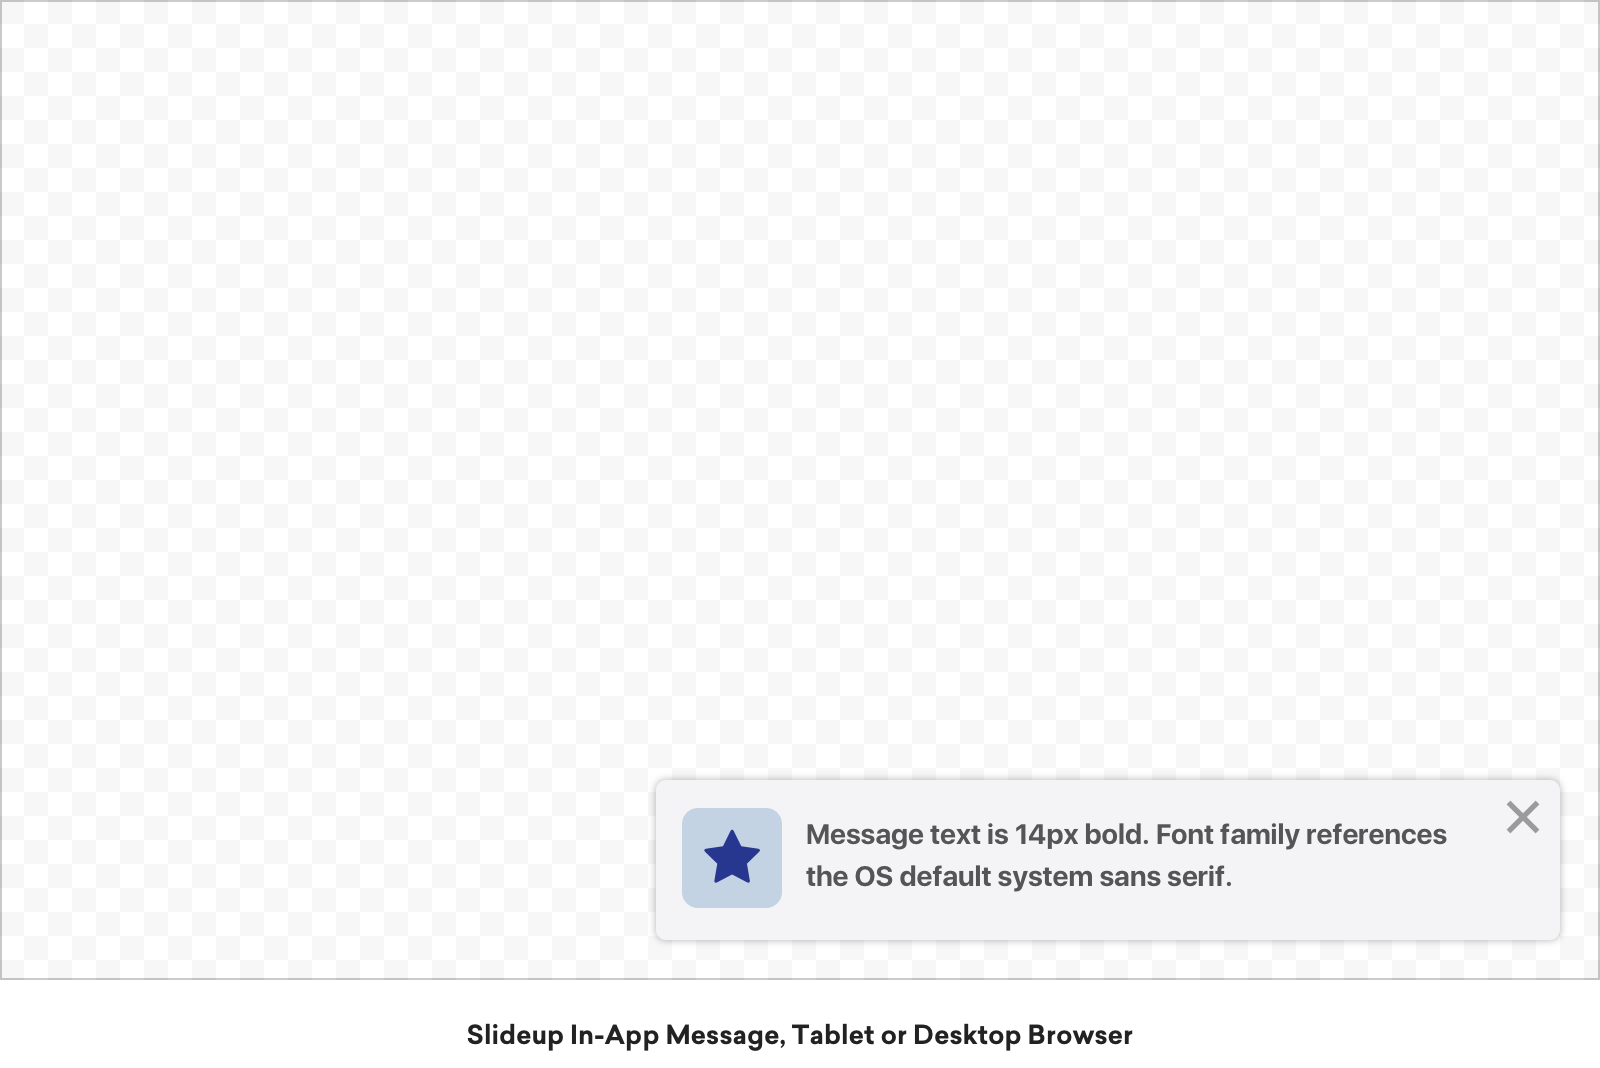 Message text is 14px bold. Font family references
the OS default system sans serif.
Slideup In-App Message, Tablet or Desktop Browser